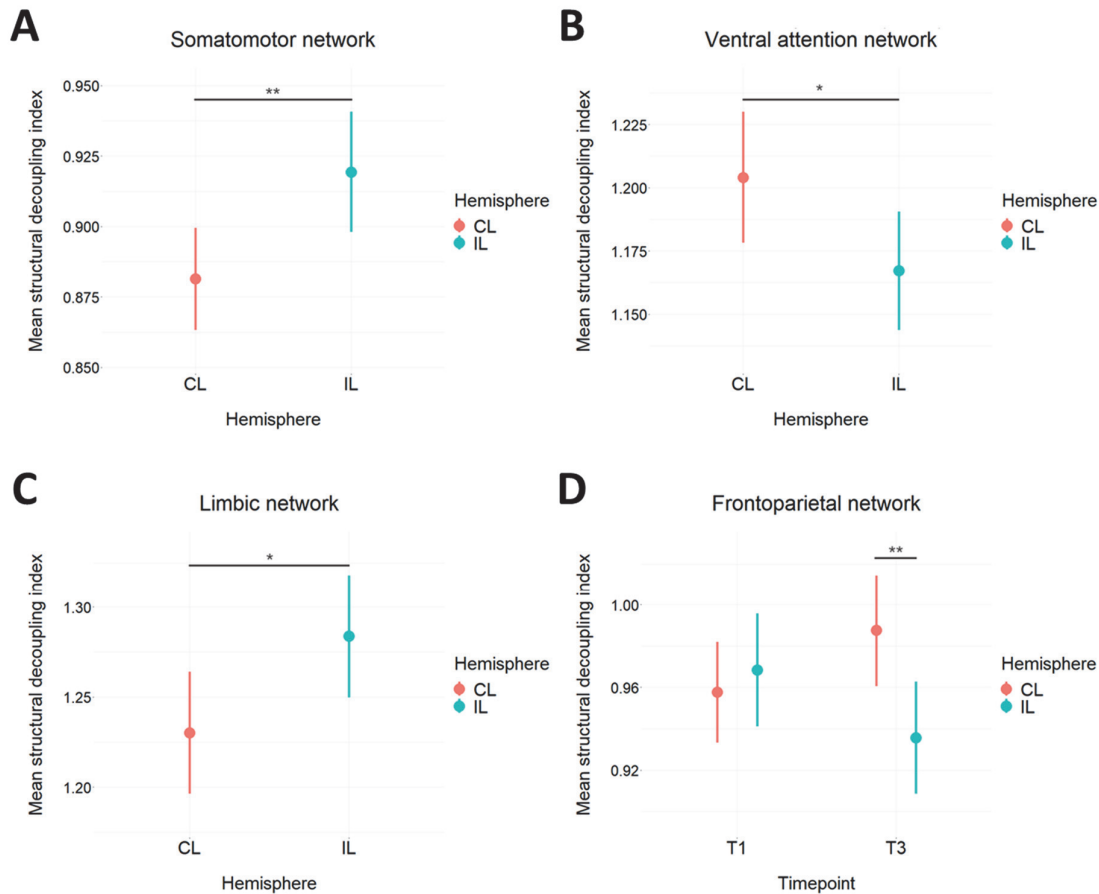 A
Somatomotor network
Mean structural decoupling index
0.950
0.925
0.900
0.875
0.850
**
CL
IL
Hemisphere
Hemisphere
CL
IL
B
Ventral attention network
Mean structural decoupling index
1.225
1.200
1.175
1.150
*
CL
IL
Hemisphere
Hemisphere
CL
IL
C
Limbic network
Mean structural decoupling index
1.30
1.25
1.20
*
CL
IL
Hemisphere
Hemisphere
CL
IL
D
Frontoparietal network
Mean structural decoupling index
1.00
0.96
0.92
**
T1
T3
Timepoint
Hemisphere
CL
IL